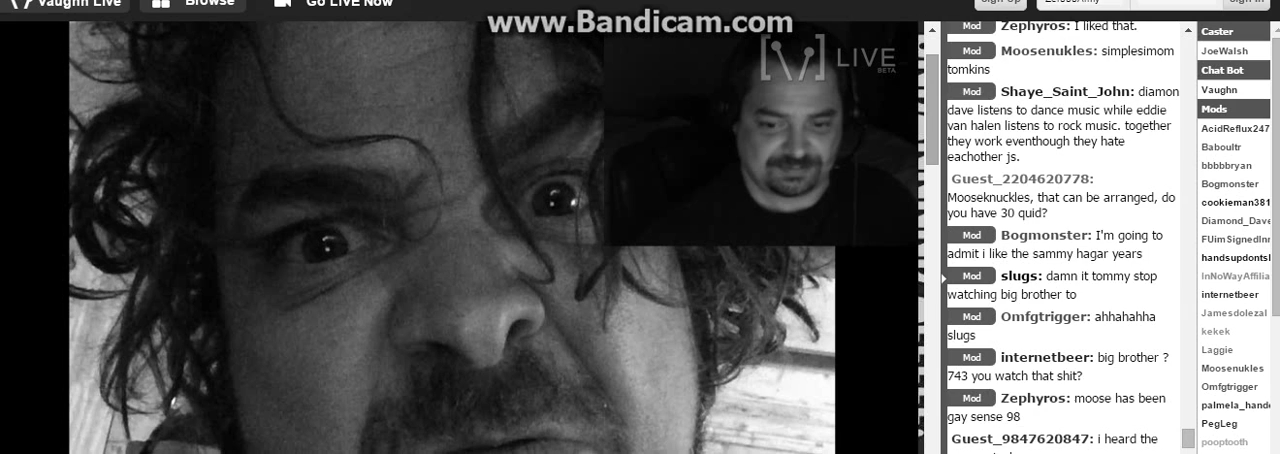 Vaughn Live
Browse
Go LIVE Now
www.Bandicam.com
LIVE
BETA
Mod Zephyros: I liked that.
Mod Moosenukles: simplesimom
tomkins
Mod Shaye_Saint_John: diamon
dave listens to dance music while eddie
van halen listens to rock music. together
they work eventhough they hate
eachother js.
Guest_2204620778:
Mooseknuckles, that can be arranged, do
you have 30 quid?
Mod Bogmonster: I'm going to
admit i like the sammy hagar years
Mod slugs: damn it tommy stop
watching big brother to
Mod Omfgtrigger: ahhahahha
slugs
Mod internetbeer: big brother ?
743 you watch that shit?
Mod Zephyros: moose has been
gay sense 98
Guest_9847620847: i heard the
Caster
JoeWalsh
Chat Bot
Vaughn
Mods
AcidReflux247
Baboultr
bbbbbryan
Bogmonster
cookieman381
Diamond_Dave
FUimSignedInn
handsupdontsl
InNoWayAffilia
internetbeer
Jamesdolezal
kekek
Laggie
Moosenukles
Omfgtrigger
palmela_hande
PegLeg
pooptooth